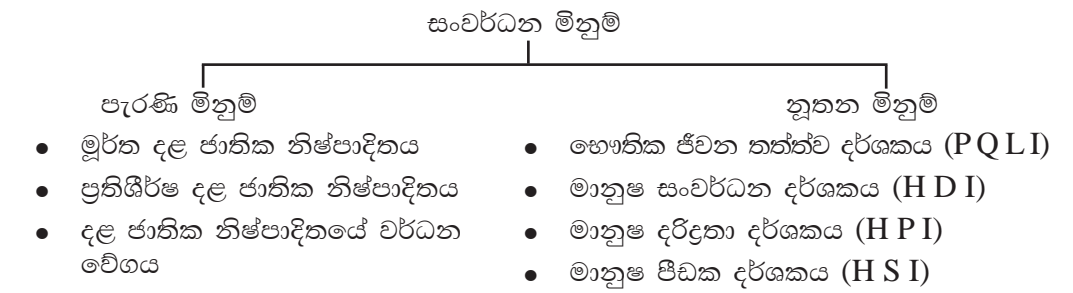 සංවර්ධන මිනුම්
පැරණි මිනුම්
● මූර්ත දළ ජාතික නිෂ්පාදිතය
● ප්‍රතිශීර්ෂ දළ ජාතික නිෂ්පාදිතය
● දළ ජාතික නිෂ්පාදිතයේ වර්ධන
වේගය
නූතන මිනුම්
● භෞතික ජීවන තත්ත්ව දර්ශකය (P Q L I)
● මානුෂ සංවර්ධන දර්ශකය (H D I)
● මානුෂ දරිද්‍රතා දර්ශකය (H P I)
● මානුෂ පීඩක දර්ශකය (H S I)